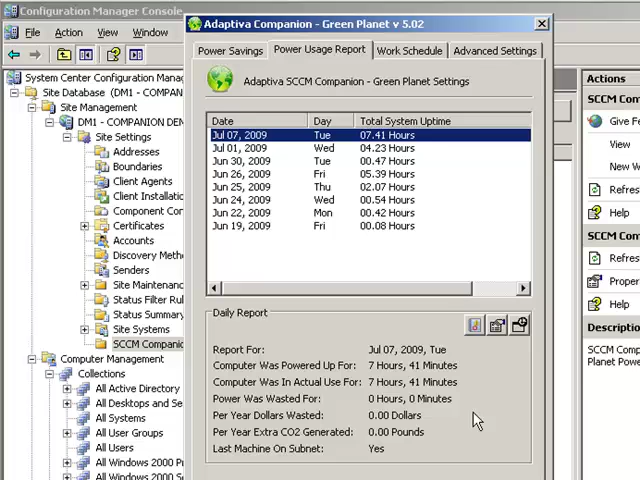 Configuration Manager Console
File Action View Window
System Center Configuration Manag
Site Database (DM1 - COMPAN
Site Management
DM1 - COMPANION DE
Site Settings
Addresses
Boundaries
Client Agents
Client Installatio
Component Cor
Certificates
Accounts
Discovery Metho
Senders
Site Maintenanc
Status Filter Rul
Status Summar
Site Systems
SCCM Companio
Computer Management
Collections
All Active Directory
All Desktops and Se
All Systems
All User Groups
All Users
All Windows 2000 Pr
All Windows 2000 S
Adaptiva Companion - Green Planet v 5.02
Power Savings Power Usage Report Work Schedule Advanced Settings
Adaptiva SCCM Companion - Green Planet Settings
Date Day Total System Uptime
Jul 07, 2009 Tue 07.41 Hours
Jul 01, 2009 Wed 04.23 Hours
Jun 30, 2009 Tue 00.47 Hours
Jun 26, 2009 Fri 05.39 Hours
Jun 25, 2009 Thu 02.07 Hours
Jun 24, 2009 Wed 00.54 Hours
Jun 22, 2009 Mon 00.42 Hours
Jun 19, 2009 Fri 00.08 Hours
Daily Report
Report For: Jul 07, 2009, Tue
Computer Was Powered Up For: 7 Hours, 41 Minutes
Computer Was In Actual Use For: 7 Hours, 41 Minutes
Power Was Wasted For: 0 Hours, 0 Minutes
Per Year Dollars Wasted: 0.00 Dollars
Per Year Extra CO2 Generated: 0.00 Pounds
Last Machine On Subnet: Yes
Actions
SCCM Com
Give Fe
View
New W
Refres
Help
SCCM Com
Refres
Proper
Help
Descriptio
SCCM Comp
Planet Powe